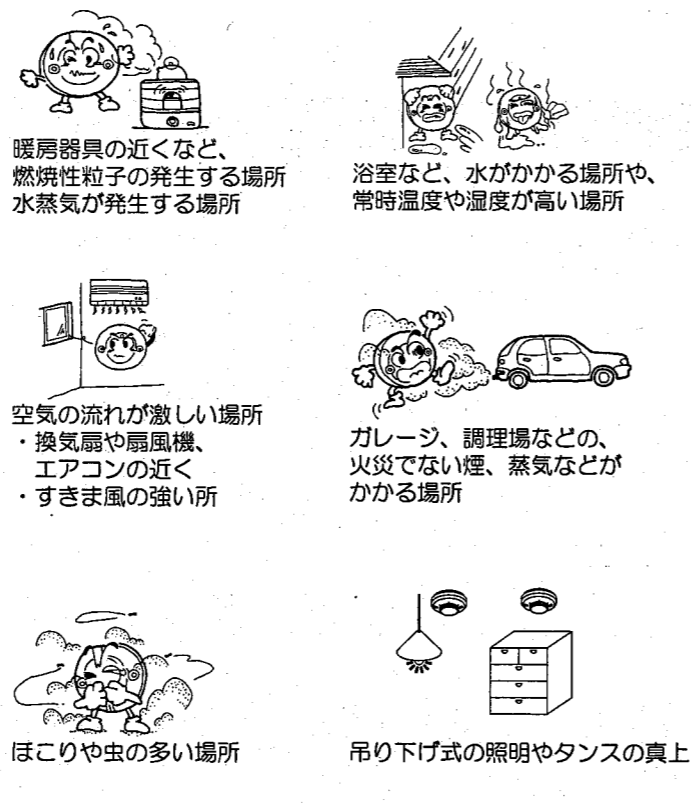 暖房器具の近くなど、
燃焼性粒子の発生する場所
水蒸気が発生する場所
浴室など、水がかかる場所や、
常時温度や湿度が高い場所
空気の流れが激しい場所
・換気扇や扇風機、
エアコンの近く
・すきま風の強い所
ガレージ、調理場などの、
火災でない煙、蒸気などが
かかる場所
ほこりや虫の多い場所
吊り下げ式の照明やタンスの真上